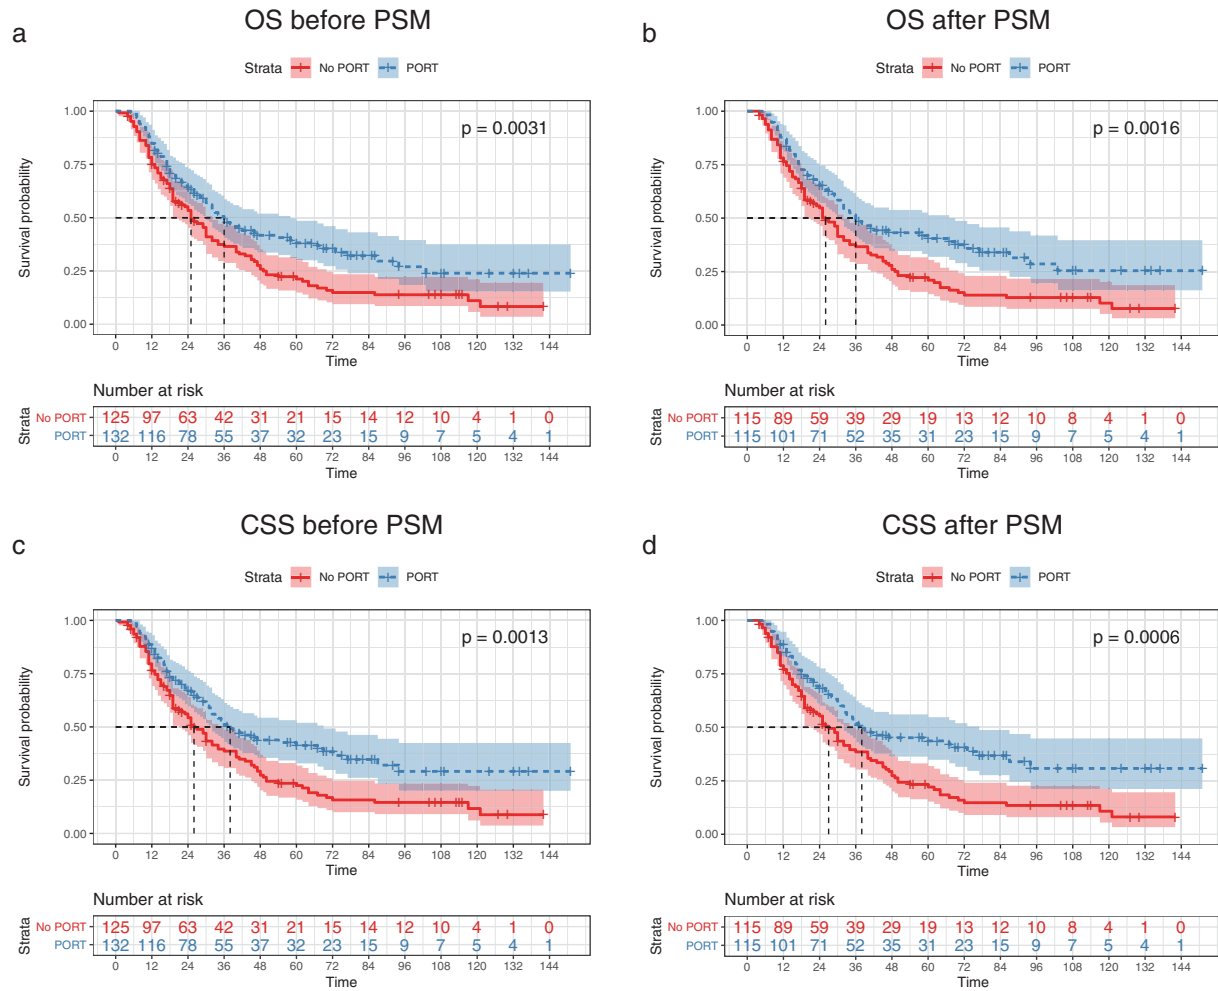 OS before PSM
a
Strata No PORT PORT
p = 0.0031
Survival probability
1.00
0.75
0.50
0.25
0.00
0 12 24 36 48 60 72 84 96 108 120 132 144
Time
Number at risk
Strata
No PORT 125 97 63 42 31 21 15 14 12 10 4 1 0
PORT 132 116 78 55 37 32 23 15 9 7 5 4 1
0 12 24 36 48 60 72 84 96 108 120 132 144
Time
OS after PSM
b
Strata No PORT PORT
p = 0.0016
Survival probability
1.00
0.75
0.50
0.25
0.00
0 12 24 36 48 60 72 84 96 108 120 132 144
Time
Number at risk
Strata
No PORT 115 89 59 39 29 19 13 12 10 8 4 1 0
PORT 115 101 71 52 35 31 23 15 9 7 5 4 1
0 12 24 36 48 60 72 84 96 108 120 132 144
Time
CSS before PSM
c
Strata No PORT PORT
p = 0.0013
Survival probability
1.00
0.75
0.50
0.25
0.00
0 12 24 36 48 60 72 84 96 108 120 132 144
Time
Number at risk
Strata
No PORT 125 97 63 42 31 21 15 14 12 10 4 1 0
PORT 132 116 78 55 37 32 23 15 9 7 5 4 1
0 12 24 36 48 60 72 84 96 108 120 132 144
Time
CSS after PSM
d
Strata No PORT PORT
p = 0.0006
Survival probability
1.00
0.75
0.50
0.25
0.00
0 12 24 36 48 60 72 84 96 108 120 132 144
Time
Number at risk
Strata
No PORT 115 89 59 39 29 19 13 12 10 8 4 1 0
PORT 115 101 71 52 35 31 23 15 9 7 5 4 1
0 12 24 36 48 60 72 84 96 108 120 132 144
Time